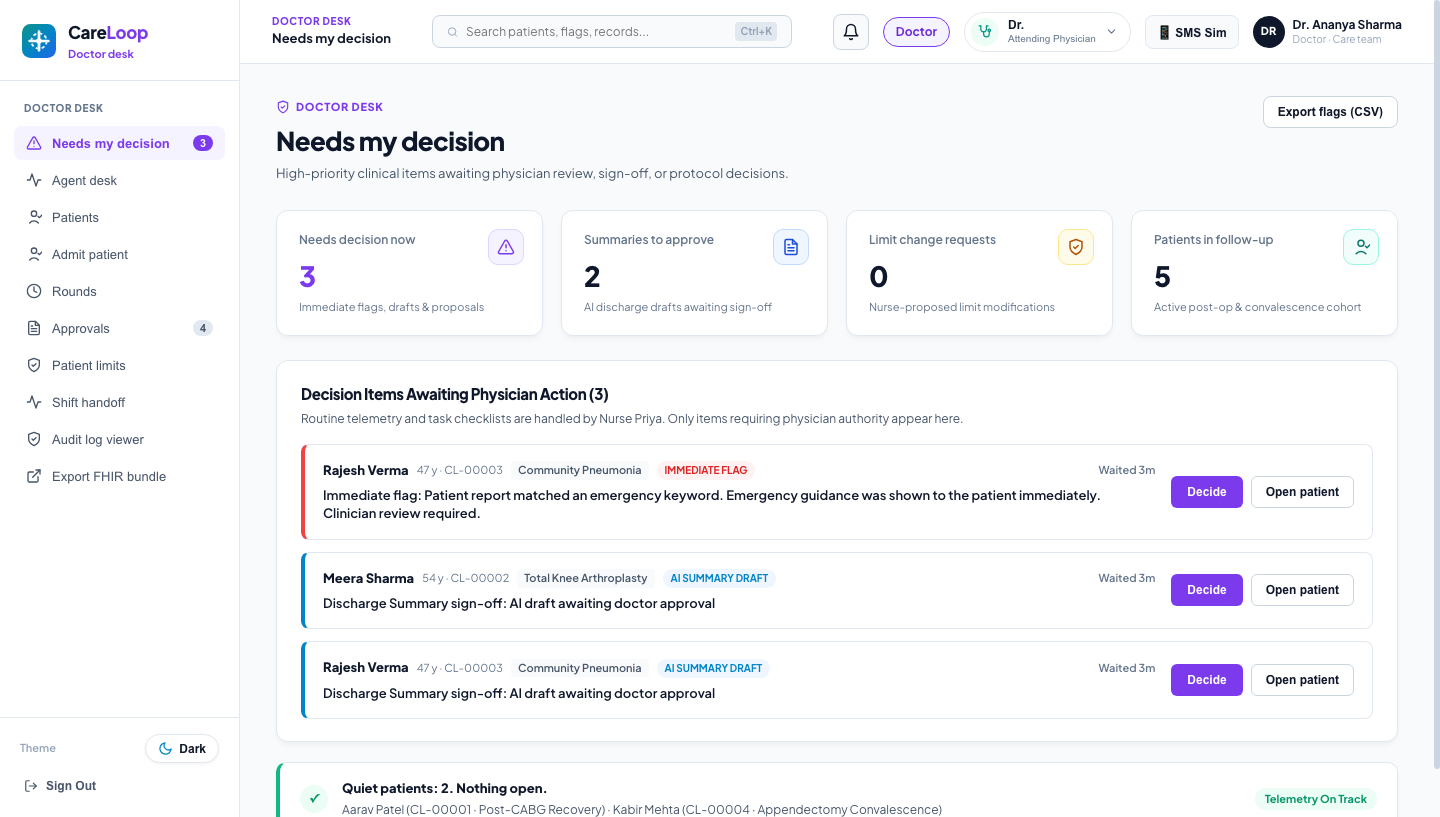 CareLoop
Doctor desk
DOCTOR DESK
Needs my decision 3
Agent desk
Patients
Admit patient
Rounds
Approvals 4
Patient limits
Shift handoff
Audit log viewer
Export FHIR bundle
Theme
Dark
Sign Out
DOCTOR DESK
Needs my decision
Search patients, flags, records...
Ctrl+K
Doctor
Dr.
Attending Physician
SMS Sim
DR
Dr. Ananya Sharma
Doctor · Care team
DOCTOR DESK
Needs my decision
High-priority clinical items awaiting physician review, sign-off, or protocol decisions.
Export flags (CSV)
Needs decision now
3
Immediate flags, drafts & proposals
Summaries to approve
2
AI discharge drafts awaiting sign-off
Limit change requests
0
Nurse-proposed limit modifications
Patients in follow-up
5
Active post-op & convalescence cohort
Decision Items Awaiting Physician Action (3)
Routine telemetry and task checklists are handled by Nurse Priya. Only items requiring physician authority appear here.
Rajesh Verma 47 y · CL-00003 Community Pneumonia IMMEDIATE FLAG Waited 3m
Immediate flag: Patient report matched an emergency keyword. Emergency guidance was shown to the patient immediately.
Clinician review required.
Decide Open patient
Meera Sharma 54 y · CL-00002 Total Knee Arthroplasty AI SUMMARY DRAFT Waited 3m
Discharge Summary sign-off: AI draft awaiting doctor approval
Decide Open patient
Rajesh Verma 47 y · CL-00003 Community Pneumonia AI SUMMARY DRAFT Waited 3m
Discharge Summary sign-off: AI draft awaiting doctor approval
Decide Open patient
Quiet patients: 2. Nothing open.
Aarav Patel (CL-00001 · Post-CABG Recovery) · Kabir Mehta (CL-00004 · Appendectomy Convalescence)
Telemetry On Track